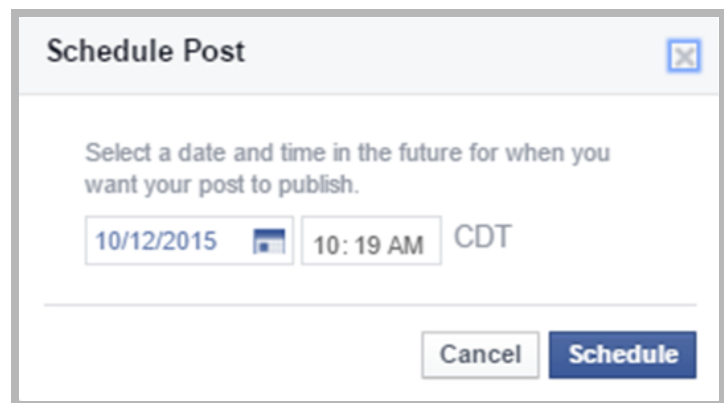 Schedule Post
Select a date and time in the future for when you
want your post to publish.
10/12/2015 10:19 AM CDT
Cancel Schedule